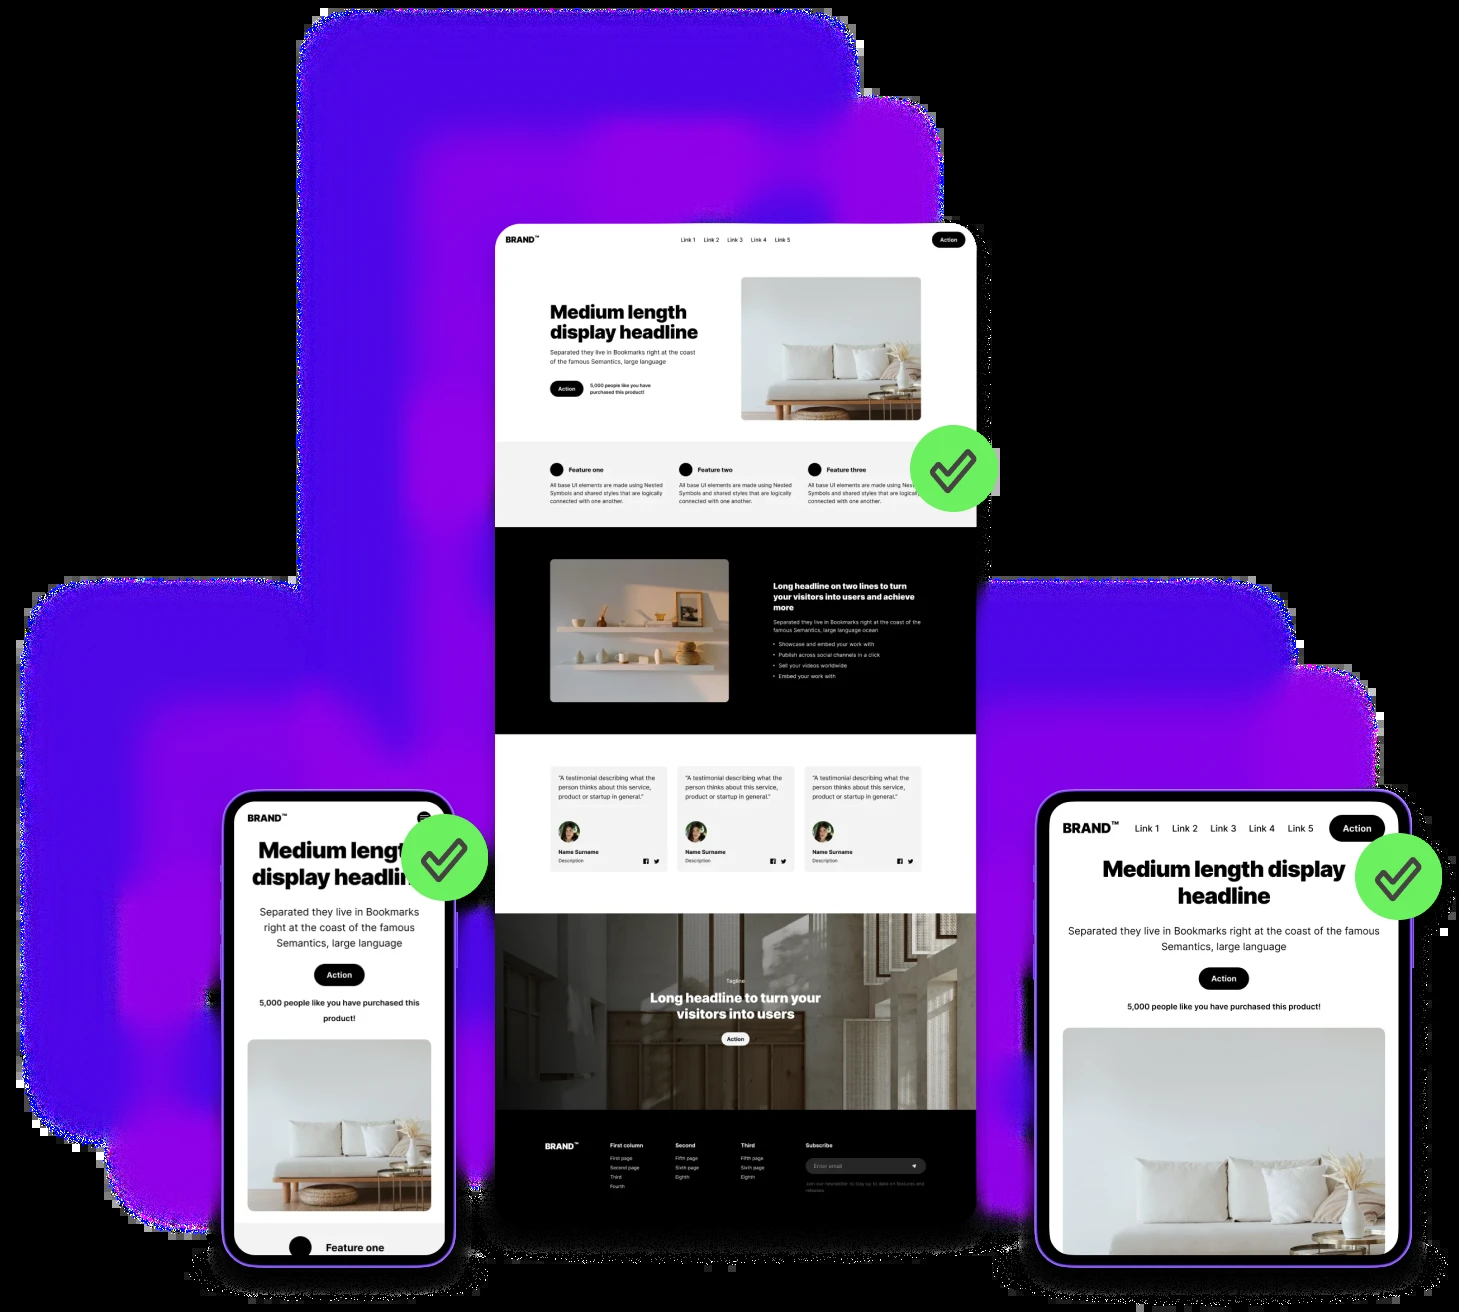 BRAND™
Link 1 Link 2 Link 3 Link 4 Link 5
Action
Medium length
display headline
Separated they live in Bookmarks right at the coast
of the famous Semantics, large language
Action
5,000 people like you have
purchased this product!
Feature one
All base UI elements are made using Nested
Symbols and shared styles that are logically
connected with one another.
Feature two
All base UI elements are made using Nested
Symbols and shared styles that are logically
connected with one another.
Feature three
All base UI elements are made using
Symbols and shared styles that are
connected with one another.
Long headline on two lines to turn
your visitors into users and achieve
more
Separated they live in Bookmarks right at the coast of the
famous Semantics, large language ocean
• Showcase and embed your work with
• Publish across social channels in a click
• Sell your videos worldwide
• Embed your work with
"A testimonial describing what the
person thinks about this service,
product or startup in general."
Name Surname
Description
"A testimonial describing what the
person thinks about this service,
product or startup in general."
Name Surname
Description
"A testimonial describing what the
person thinks about this service,
product or startup in general."
Name Surname
Description
Tagline
Long headline to turn your
visitors into users
Action
BRAND™
First column
First page
Second page
Third
Fourth
Second
Fifth page
Sixth page
Eighth
Third
Fifth page
Sixth page
Eighth
Subscribe
Enter email
Join our newsletter to stay up to date on features and
releases
BRAND™
Medium
display
Separated they live in Bookmarks
right at the coast of the famous
Semantics, large language
Action
5,000 people like you have purchased this
product!
Feature one
BRAND™
Link 1 Link 2 Link 3 Link 4 Link 5
Action
Medium length display
headline
Separated they live in Bookmarks right at the coast of the famous
Semantics, large language
Action
5,000 people like you have purchased this product!